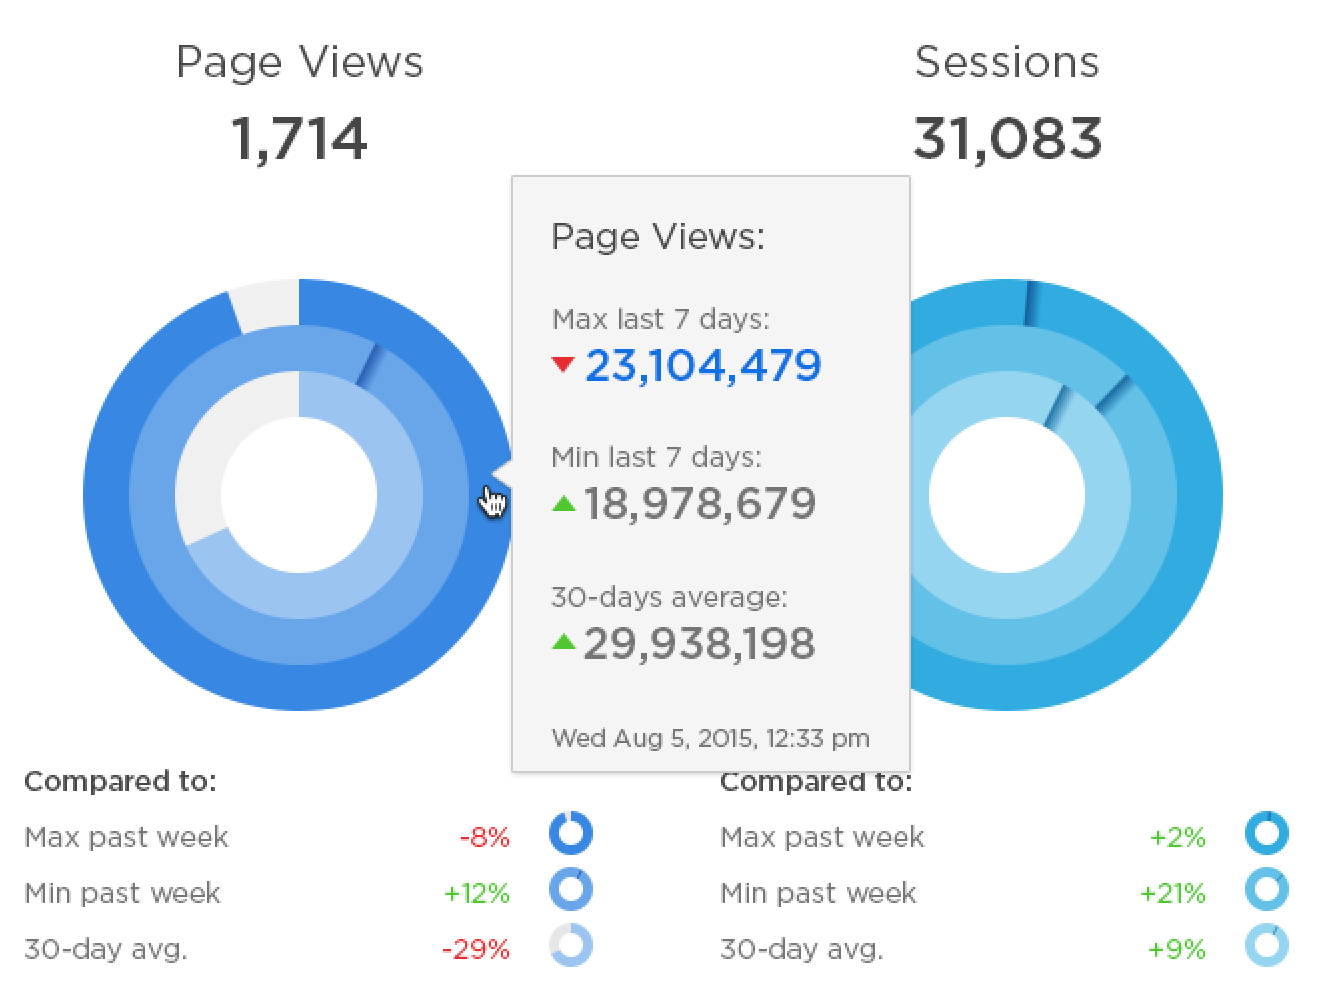 Page Views
1,714
Sessions
31,083
Page Views:
Max last 7 days:
23,104,479
Min last 7 days:
18,978,679
30-days average:
29,938,198
Wed Aug 5, 2015, 12:33 pm
Compared to:
Max past week -8%
Min past week +12%
30-day avg. -29%
Compared to:
Max past week +2%
Min past week +21%
30-day avg. +9%